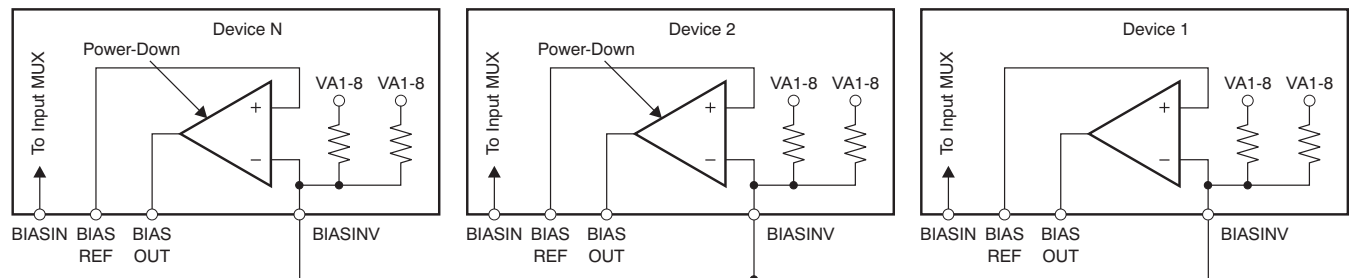 Device N
Power-Down
To Input MUX
VA1-8 VA1-8
+
−
BIASIN BIAS REF BIAS OUT BIASINV
Device 2
Power-Down
To Input MUX
VA1-8 VA1-8
+
−
BIASIN BIAS REF BIAS OUT BIASINV
Device 1
To Input MUX
VA1-8 VA1-8
+
−
BIASIN BIAS REF BIAS OUT BIASINV